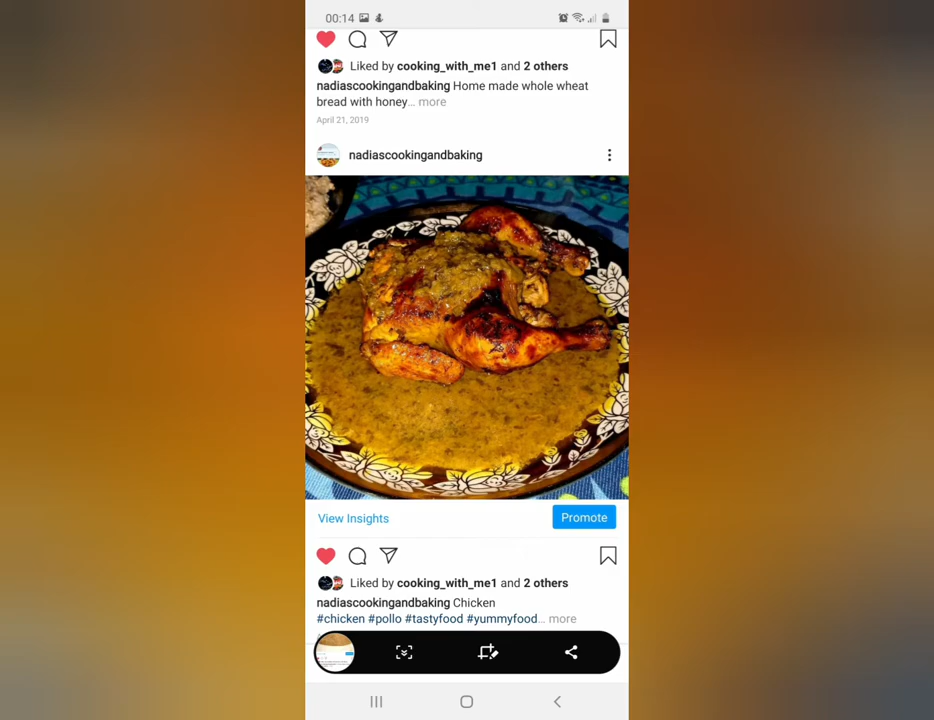 00:14
Liked by cooking_with_me1 and 2 others
nadiascookingandbaking Home made whole wheat
bread with honey... more
April 21, 2019
nadiascookingandbaking
View Insights
Promote
Liked by cooking_with_me1 and 2 others
nadiascookingandbaking Chicken
#chicken #pollo #tastyfood #yummyfood... more